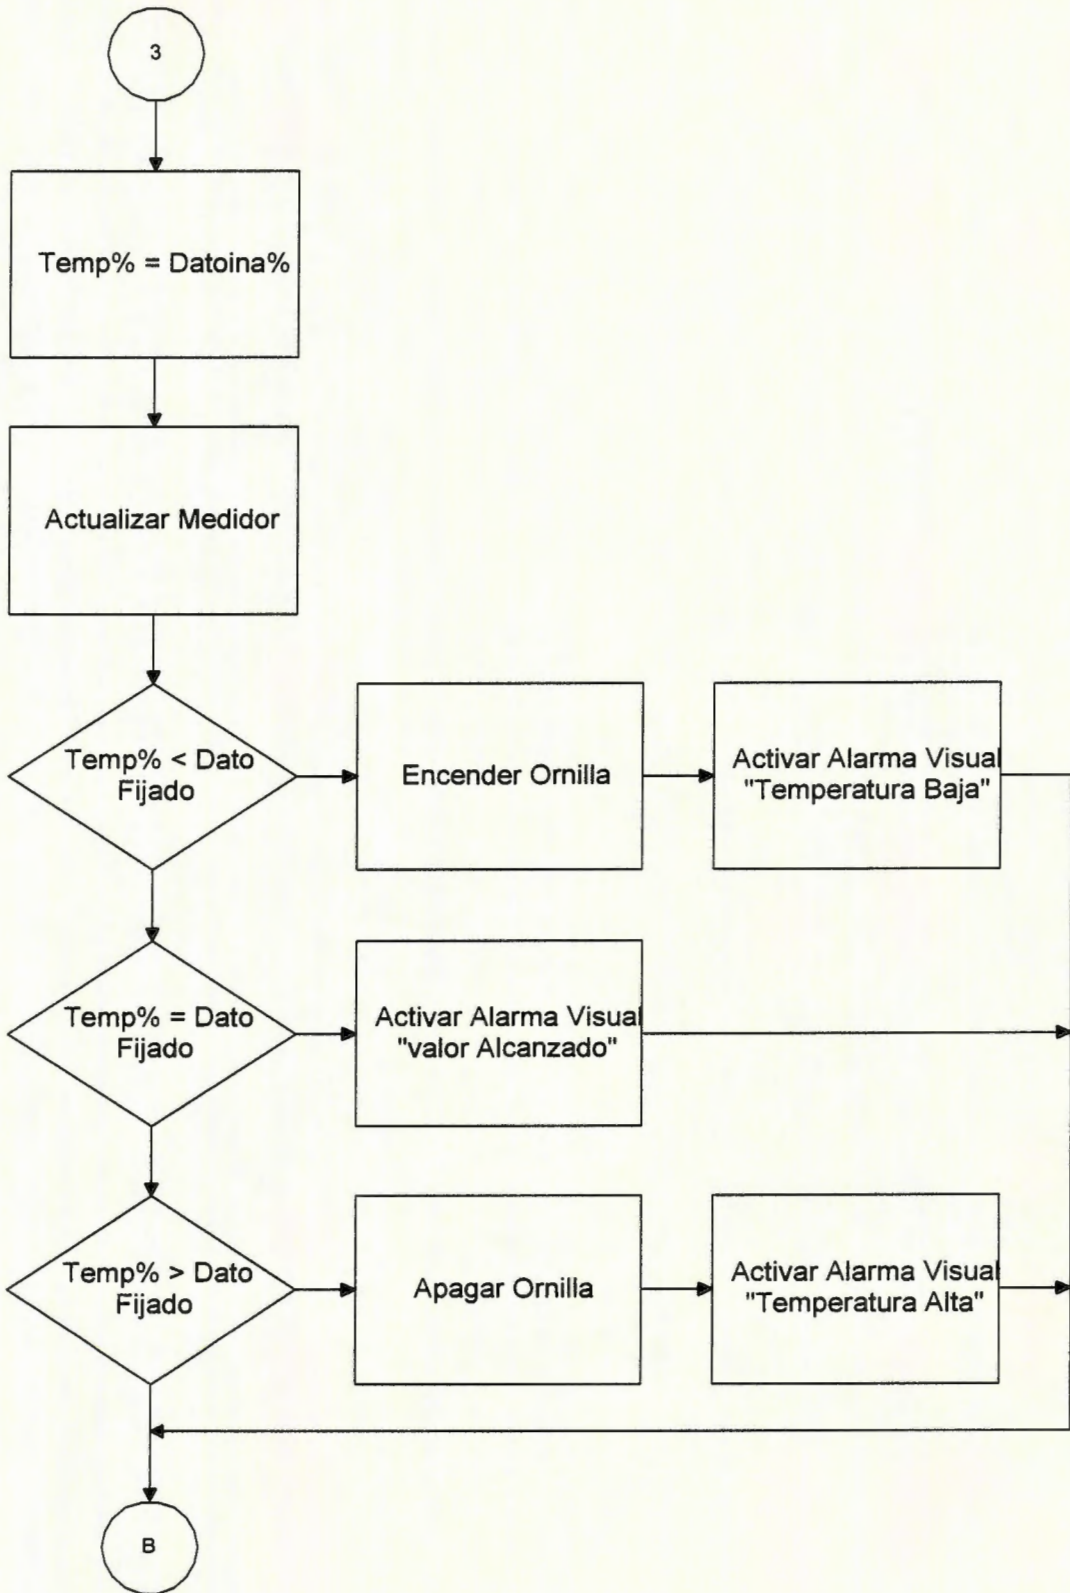 3
Temp% = Datoina%
Actualizar Medidor
Temp% < Dato
Fijado
Encender Ornilla
Activar Alarma Visual
"Temperatura Baja"
Temp% = Dato
Fijado
Activar Alarma Visual
"valor Alcanzado"
Temp% > Dato
Fijado
Apagar Ornilla
Activar Alarma Visual
"Temperatura Alta"
B